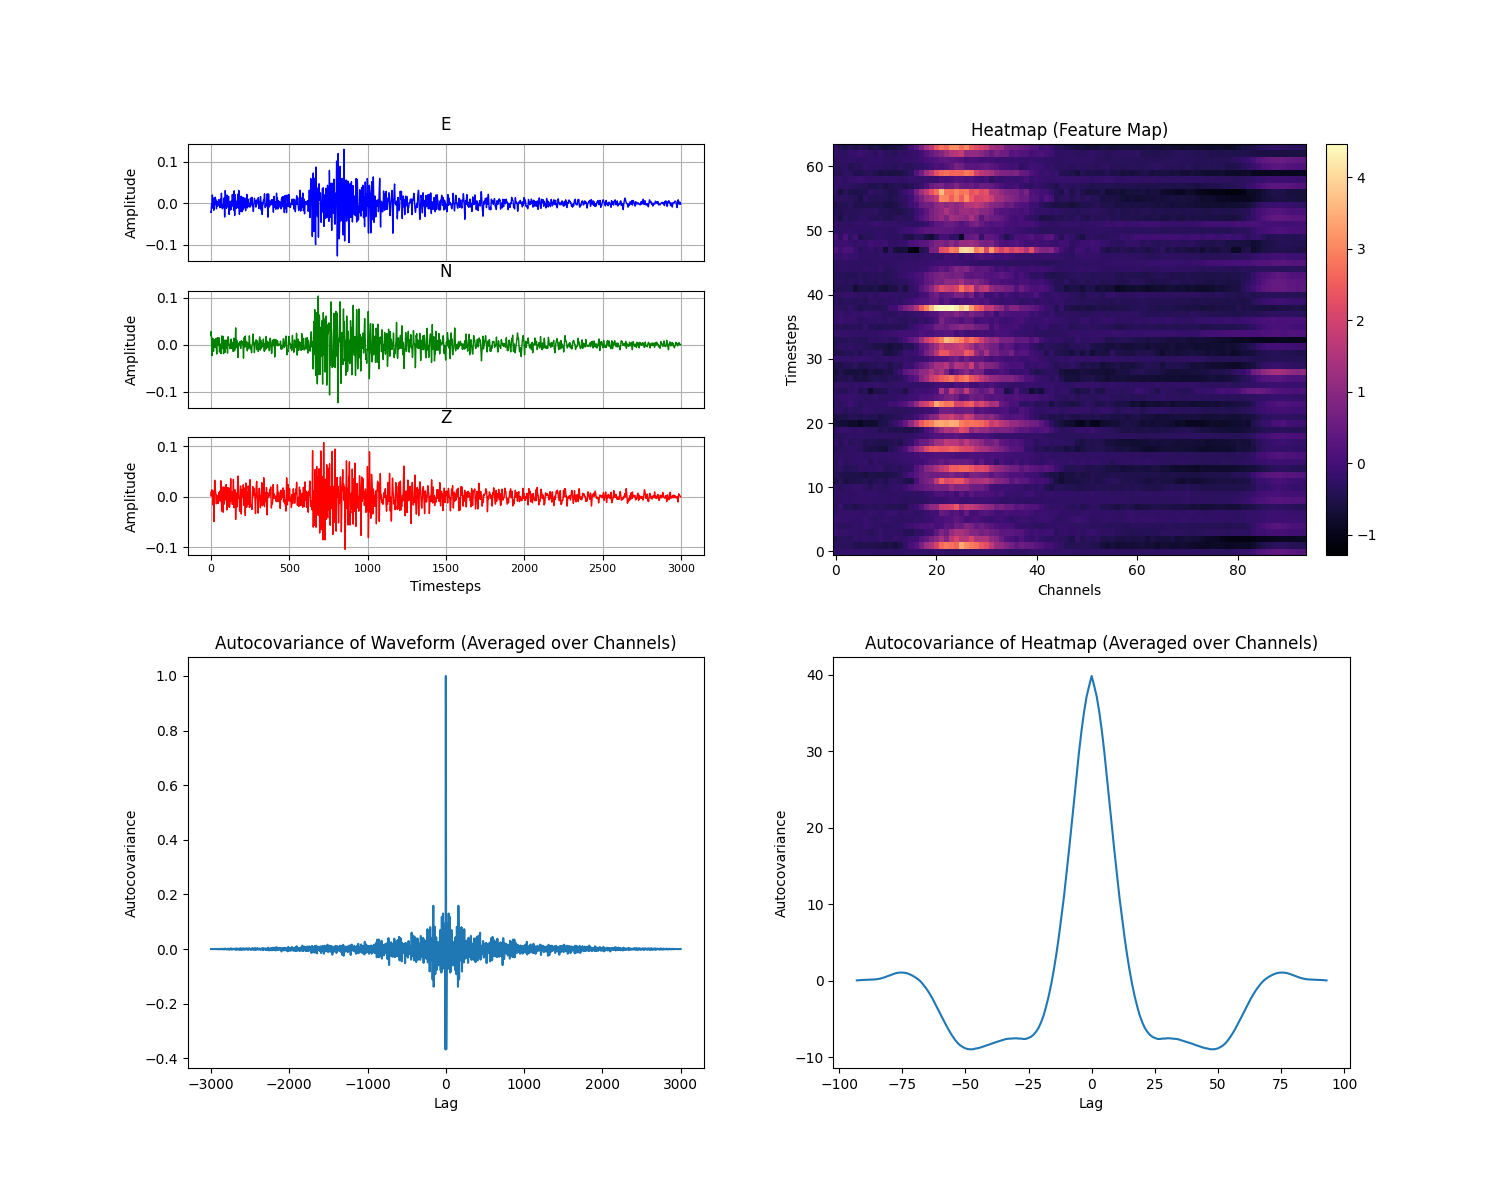 E
Amplitude
0.1
0.0
−0.1
N
Amplitude
0.1
0.0
−0.1
Z
Amplitude
0.1
0.0
−0.1
0 500 1000 1500 2000 2500 3000
Timesteps
Heatmap (Feature Map)
Timesteps
60
50
40
30
20
10
0
0 20 40 60 80
Channels
4
3
2
1
0
−1
Autocovariance of Waveform (Averaged over Channels)
Autocovariance
1.0
0.8
0.6
0.4
0.2
0.0
−0.2
−0.4
−3000 −2000 −1000 0 1000 2000 3000
Lag
Autocovariance of Heatmap (Averaged over Channels)
Autocovariance
40
30
20
10
0
−10
−100 −75 −50 −25 0 25 50 75 100
Lag